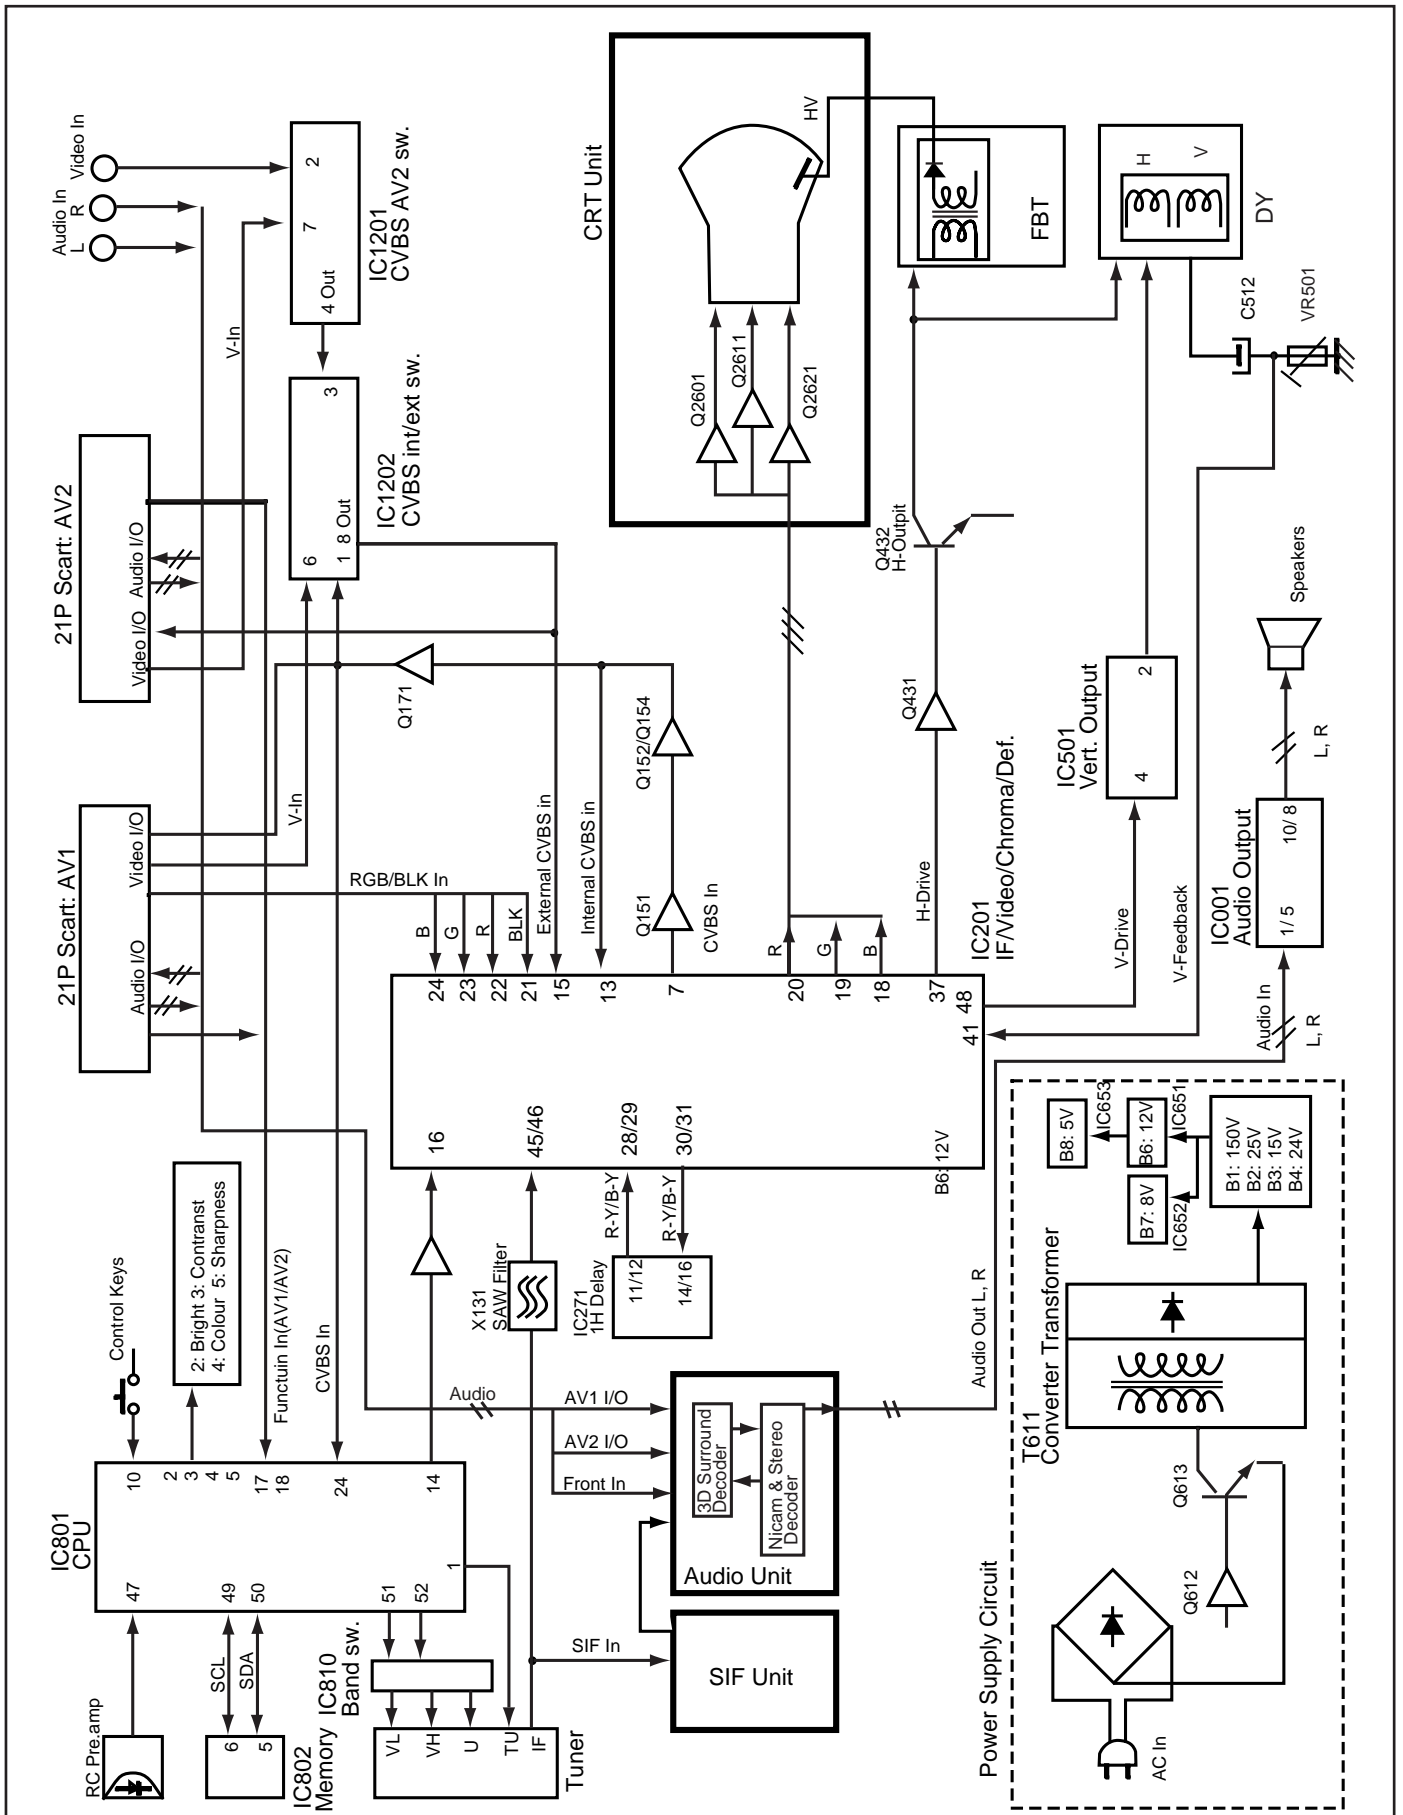 RC Pre.amp
IC801
CPU
47
10
Control Keys
2
3
4
5
2: Bright 3: Contranst
4: Colour 5: Sharpness
17
18
Functuin In(AV1/AV2)
24
CVBS In
14
49
50
SCL
SDA
6
5
IC802
Memory
51
52
1
IC810
Band sw.
VL
VH
U
TU
IF
Tuner
21P Scart: AV1
Audio I/O
Video I/O
21P Scart: AV2
Video I/O
Audio I/O
Audio In
L
R
Video In
V-In
V-In
2
7
4 Out
IC1201
CVBS AV2 sw.
3
6
1
8 Out
IC1202
CVBS int/ext sw.
RGB/BLK In
B
G
R
BLK
External CVBS in
Internal CVBS in
Q171
Q152/Q154
Q151
CVBS In
16
45/46
28/29
30/31
24
23
22
21
15
13
7
20
19
18
37
48
41
B6: 12V
IC201
IF/Video/Chroma/Def.
X131
SAW Filter
IC271
1H Delay
11/12
14/16
R-Y/B-Y
R-Y/B-Y
R
G
B
H-Drive
Q431
Q432
H-Outpit
CRT Unit
HV
Q2601
Q2611
Q2621
FBT
H
V
DY
C512
VR501
V-Drive
V-Feedback
IC501
Vert. Output
4
2
IC001
Audio Output
1/ 5
10/ 8
Audio In
L, R
L, R
Speakers
Audio
AV1 I/O
AV2 I/O
Front In
3D Surround
Decoder
Nicam & Stereo
Decoder
Audio Unit
Audio Out L, R
SIF In
SIF Unit
Power Supply Circuit
AC In
Q612
Q613
T611
Converter Transformer
B1: 150V
B2: 25V
B3: 15V
B4: 24V
IC651
IC652
IC653
B6: 12V
B7: 8V
B8: 5V